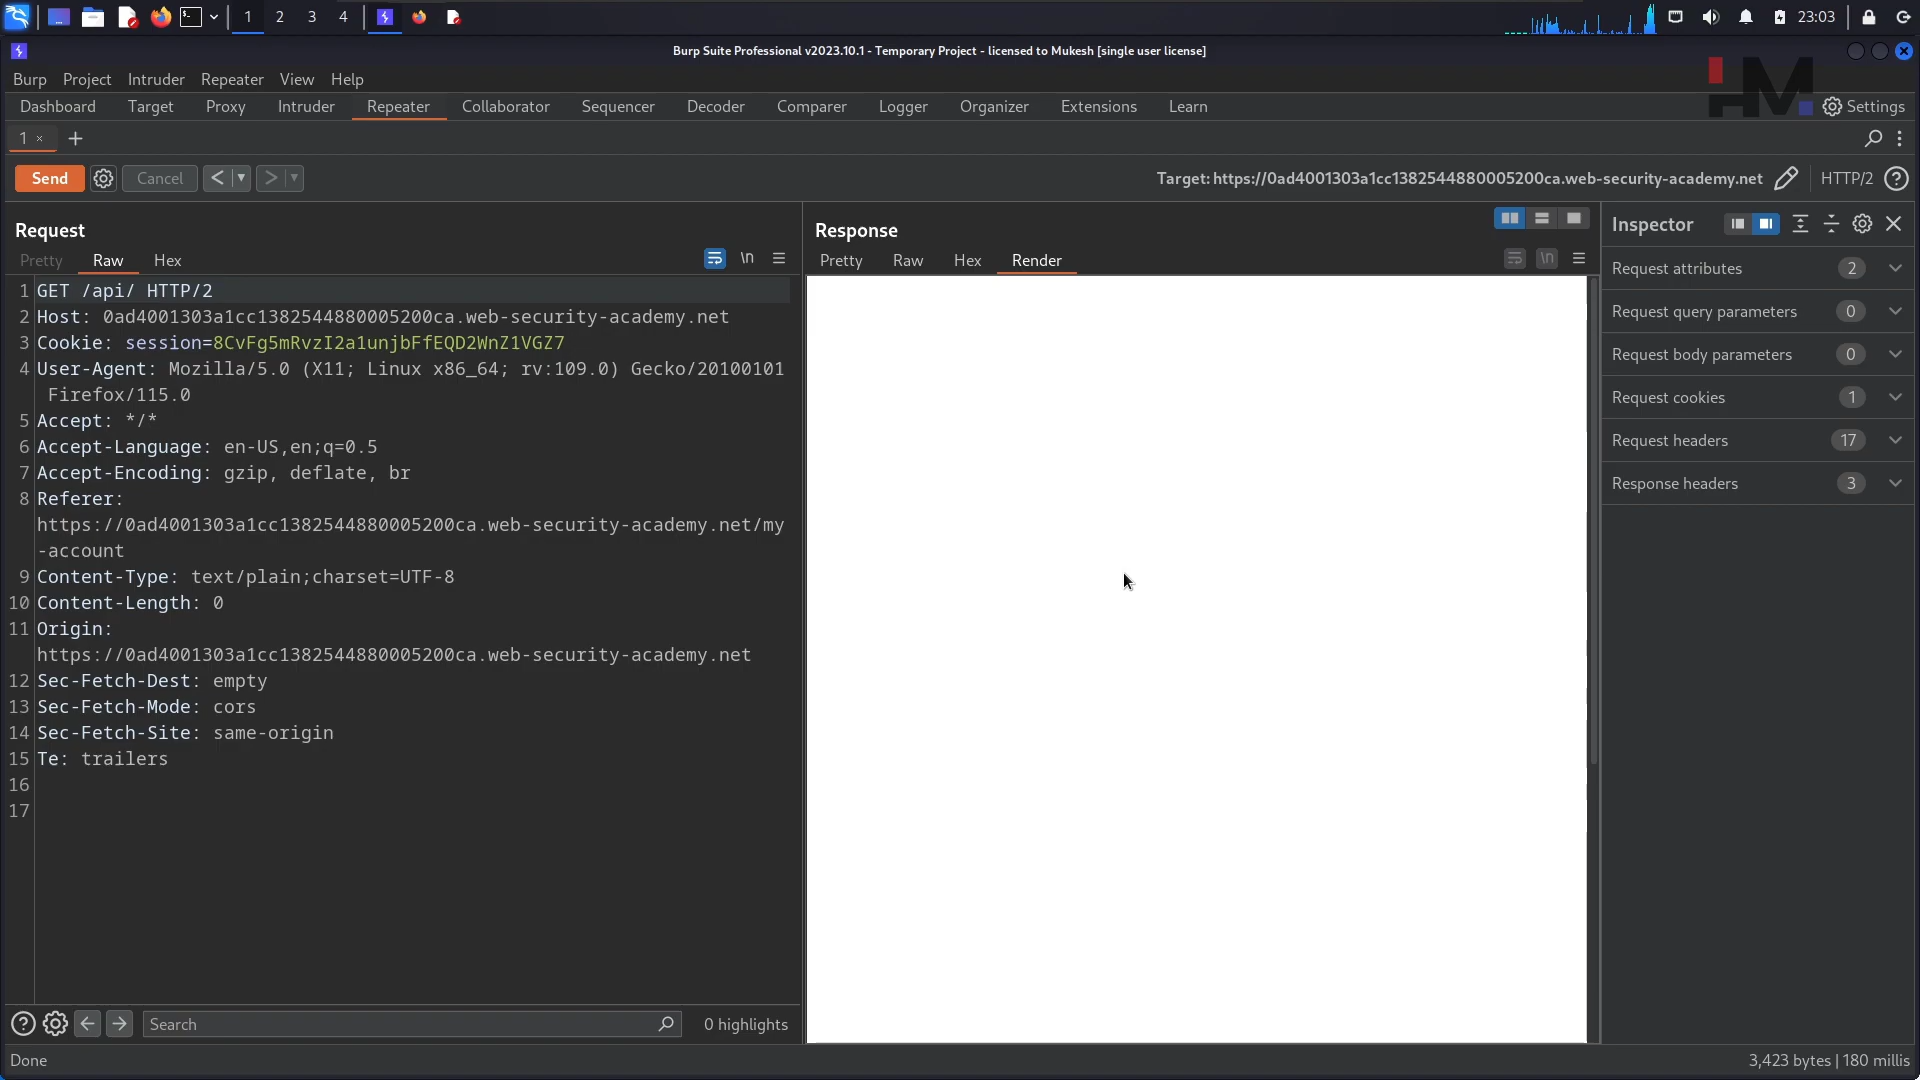 1 2 3 4 23:03
Burp Suite Professional v2023.10.1 - Temporary Project - licensed to Mukesh [single user license]
Burp Project Intruder Repeater View Help
HM
Dashboard Target Proxy Intruder Repeater Collaborator Sequencer Decoder Comparer Logger Organizer Extensions Learn Settings
1 × +
Send Cancel < > Target: https://0ad4001303a1cc1382544880005200ca.web-security-academy.net HTTP/2 ?
Request
Pretty Raw Hex \n
1 GET /api/ HTTP/2
2 Host: 0ad4001303a1cc1382544880005200ca.web-security-academy.net
3 Cookie: session=8CvFg5mRvzI2a1unjbFfEQD2WnZ1VGZ7
4 User-Agent: Mozilla/5.0 (X11; Linux x86_64; rv:109.0) Gecko/20100101
Firefox/115.0
5 Accept: */*
6 Accept-Language: en-US,en;q=0.5
7 Accept-Encoding: gzip, deflate, br
8 Referer:
https://0ad4001303a1cc1382544880005200ca.web-security-academy.net/my
-account
9 Content-Type: text/plain;charset=UTF-8
10 Content-Length: 0
11 Origin:
https://0ad4001303a1cc1382544880005200ca.web-security-academy.net
12 Sec-Fetch-Dest: empty
13 Sec-Fetch-Mode: cors
14 Sec-Fetch-Site: same-origin
15 Te: trailers
16
17
? Search 0 highlights
Response
Pretty Raw Hex Render \n
Inspector
Request attributes 2
Request query parameters 0
Request body parameters 0
Request cookies 1
Request headers 17
Response headers 3
Done 3,423 bytes | 180 millis